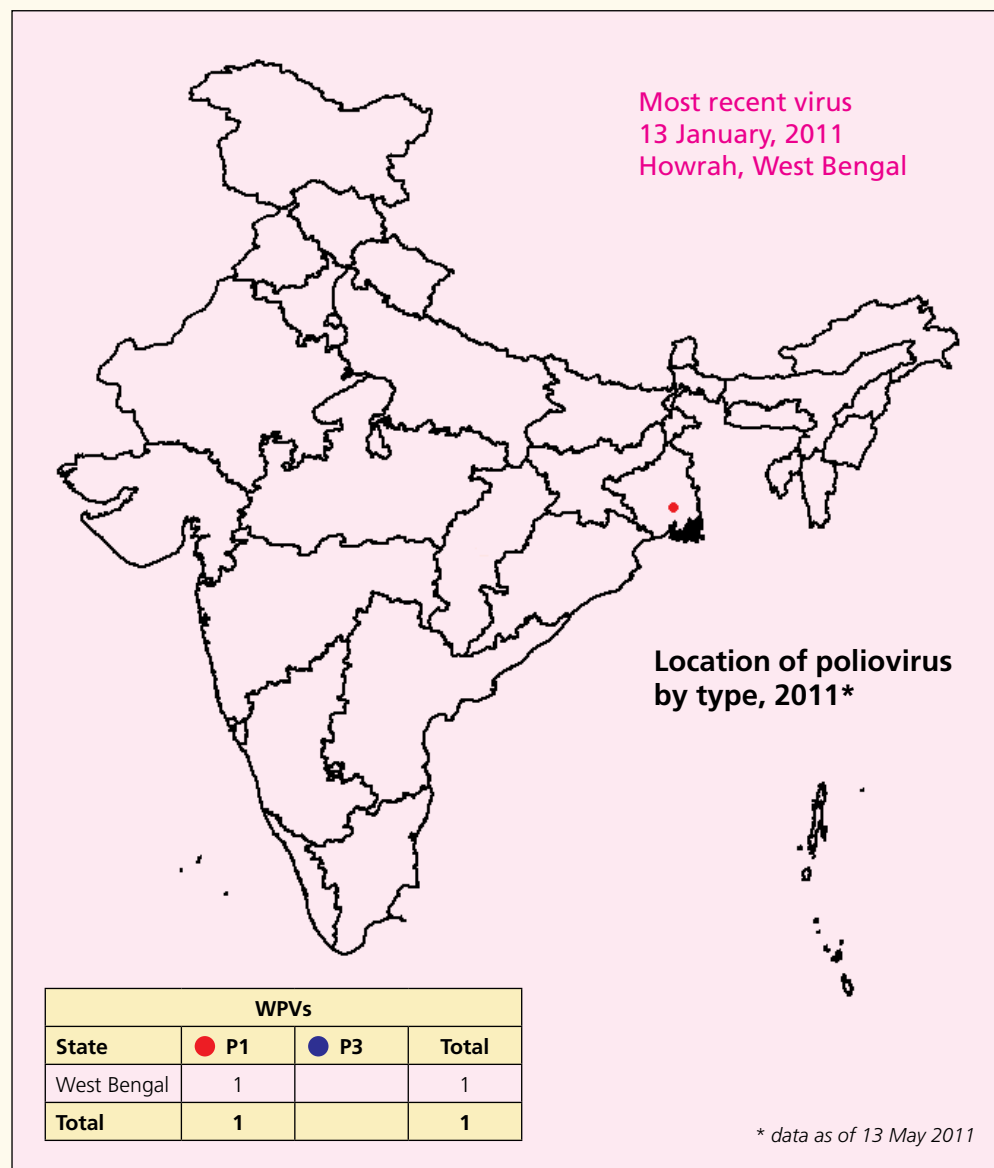 Most recent virus
13 January, 2011
Howrah, West Bengal
Location of poliovirus
by type, 2011*
WPVs
State P1 P3 Total
West Bengal 1 1
Total 1 1
* data as of 13 May 2011